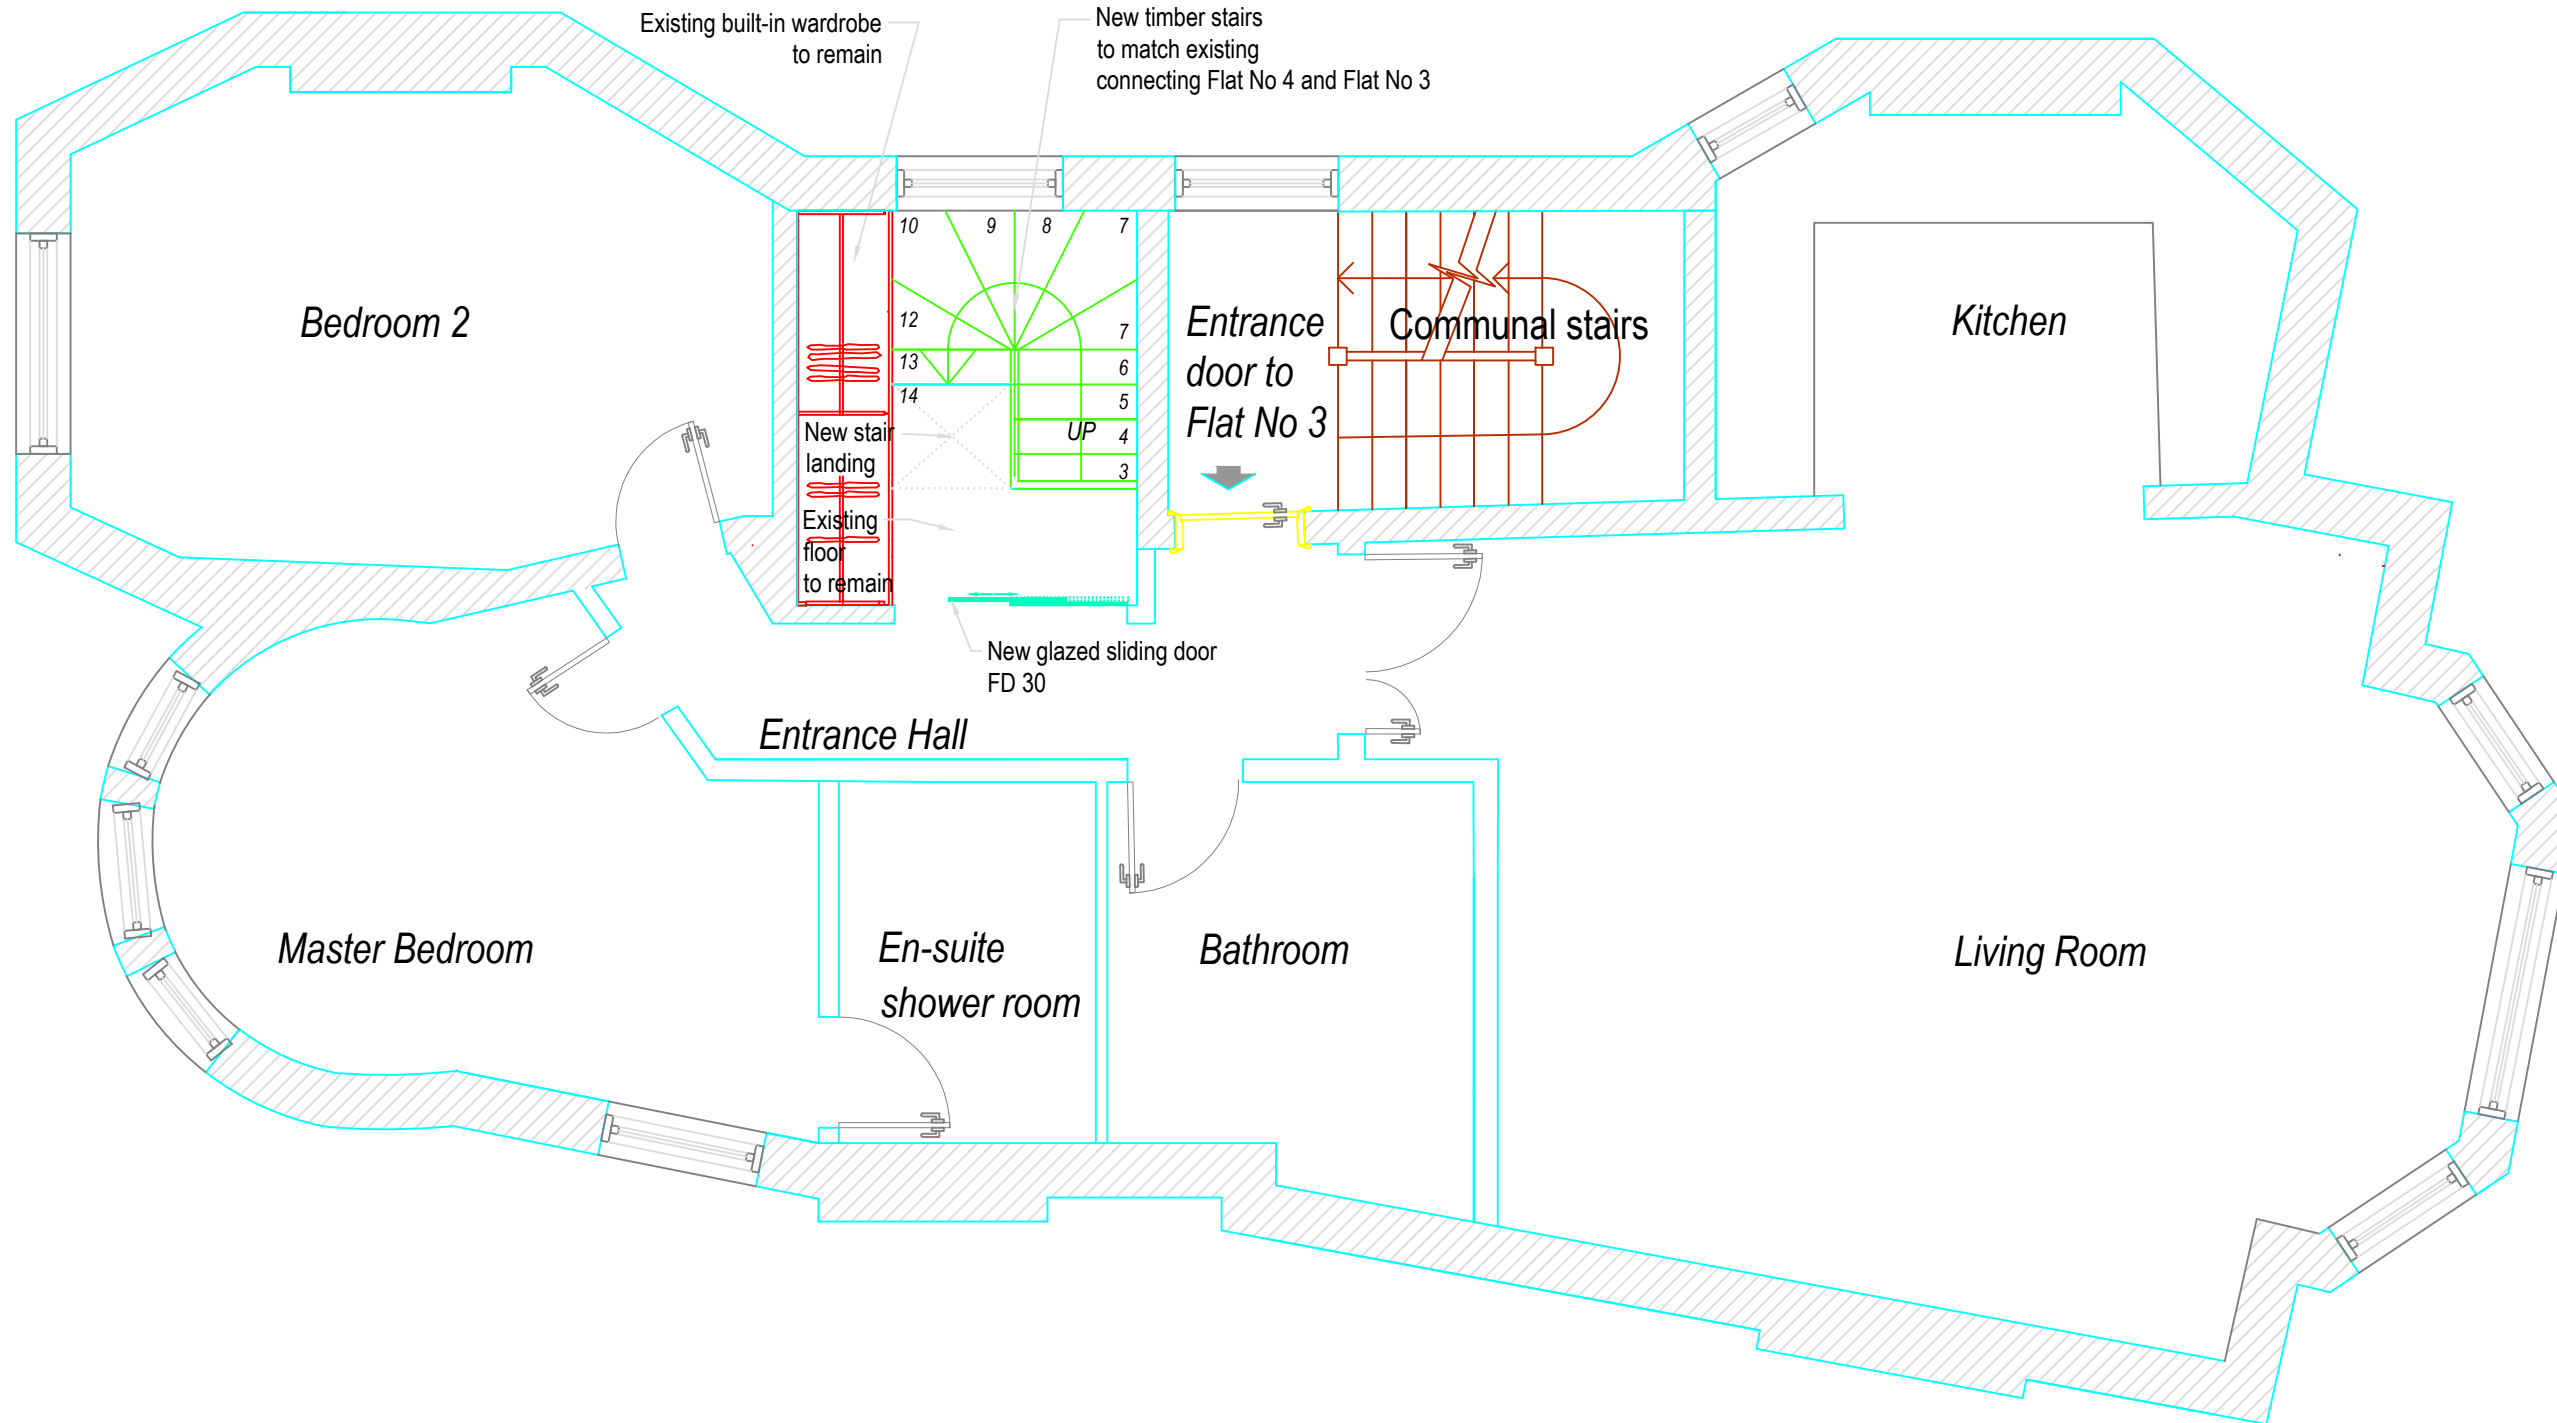 Existing built-in wardrobe
to remain
New timber stairs
to match existing
connecting Flat No 4 and Flat No 3
10
9
8
7
12
7
13
6
14
5
UP
4
3
Bedroom 2
New stair
landing
Existing
floor
to remain
Entrance
door to
Flat No 3
Communal stairs
Kitchen
New glazed sliding door
FD 30
Entrance Hall
Master Bedroom
En-suite
shower room
Bathroom
Living Room